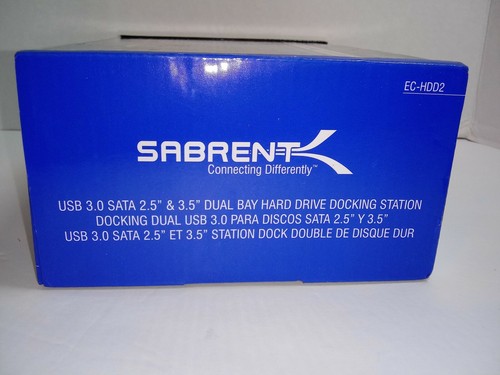 EC-HDD2
SABRENT
Connecting Differently™
USB 3.0 SATA 2.5" & 3.5" DUAL BAY HARD DRIVE DOCKING STATION
DOCKING DUAL USB 3.0 PARA DISCOS SATA 2.5" Y 3.5"
USB 3.0 SATA 2.5" ET 3.5" STATION DOCK DOUBLE DE DISQUE DUR